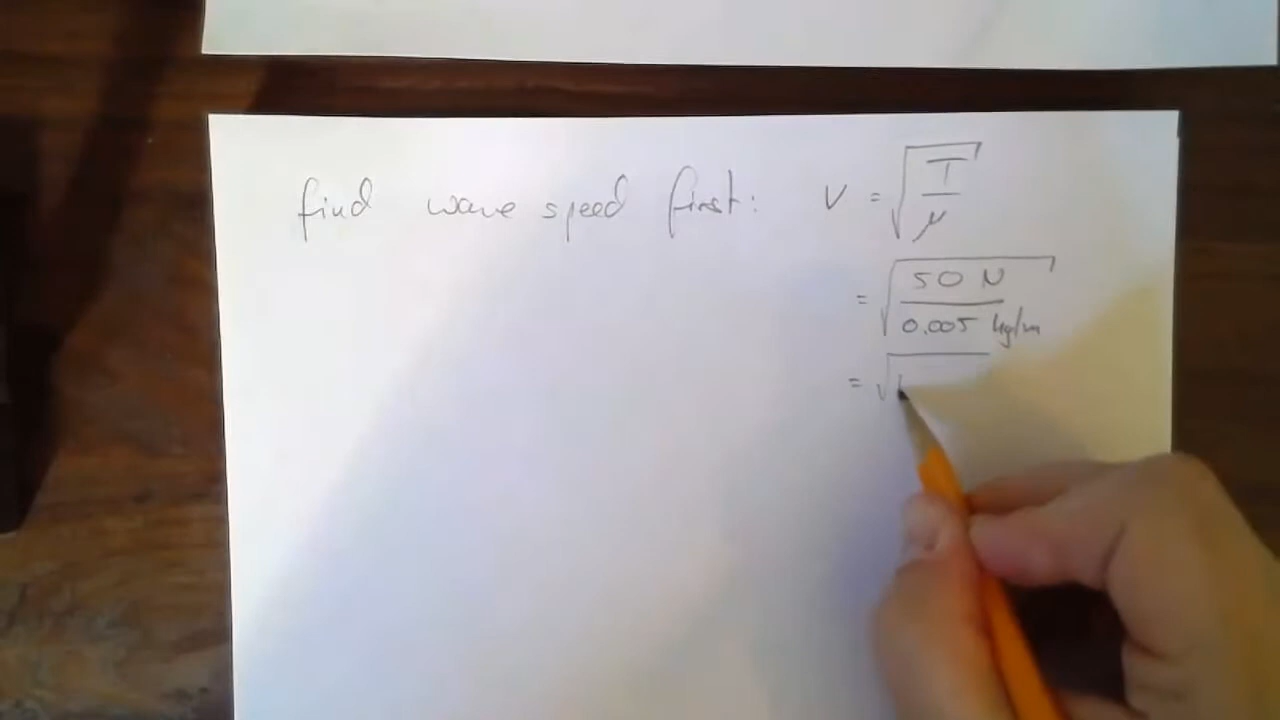 find wave speed first: v = √(T/μ)
= √(50 N/0.005 kg/m)
= √